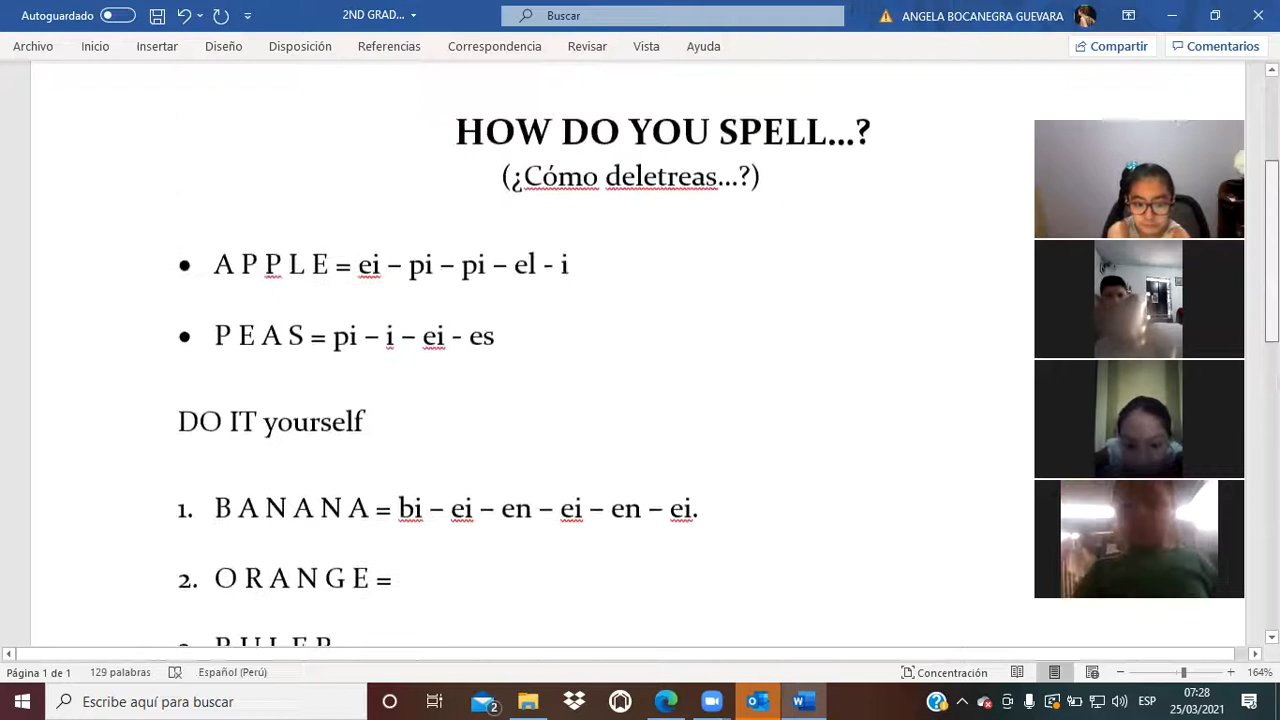 Autoguardado
2ND GRAD...
Buscar
ANGELA BOCANEGRA GUEVARA
Archivo Inicio Insertar Diseño Disposición Referencias Correspondencia Revisar Vista Ayuda
Compartir Comentarios
HOW DO YOU SPELL...?
(¿Cómo deletreas...?)
• A P P L E = ei – pi – pi – el - i
• P E A S = pi – i – ei - es
DO IT yourself
1. B A N A N A = bi – ei – en – ei – en – ei.
2. O R A N G E =
Página 1 de 1 129 palabras Español (Perú) Concentración 164%
Escribe aquí para buscar
2
ESP
07:28
25/03/2021